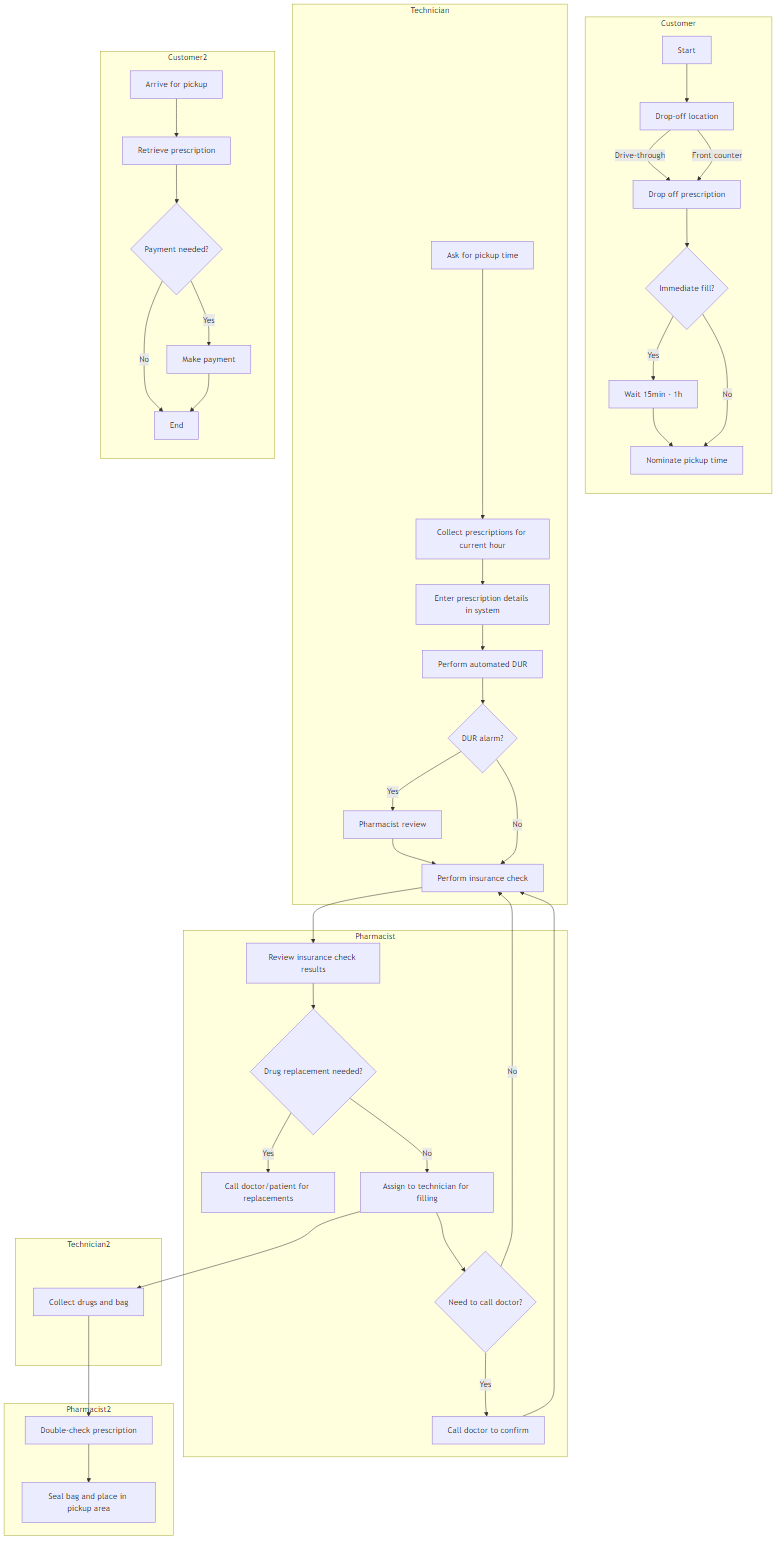 Technician
Customer
Start
Drop-off location
Drive-through
Front counter
Drop off prescription
Immediate fill?
Yes
No
Wait 15min - 1h
Nominate pickup time
Customer2
Arrive for pickup
Retrieve prescription
Payment needed?
Yes
No
Make payment
End
Ask for pickup time
Collect prescriptions for
current hour
Enter prescription details
in system
Perform automated DUR
DUR alarm?
Yes
No
Pharmacist review
Perform insurance check
Pharmacist
Review insurance check
results
Drug replacement needed?
Yes
No
Call doctor/patient for
replacements
Assign to technician for
filling
No
Need to call doctor?
Yes
Call doctor to confirm
Technician2
Collect drugs and bag
Pharmacist2
Double-check prescription
Seal bag and place in
pickup area